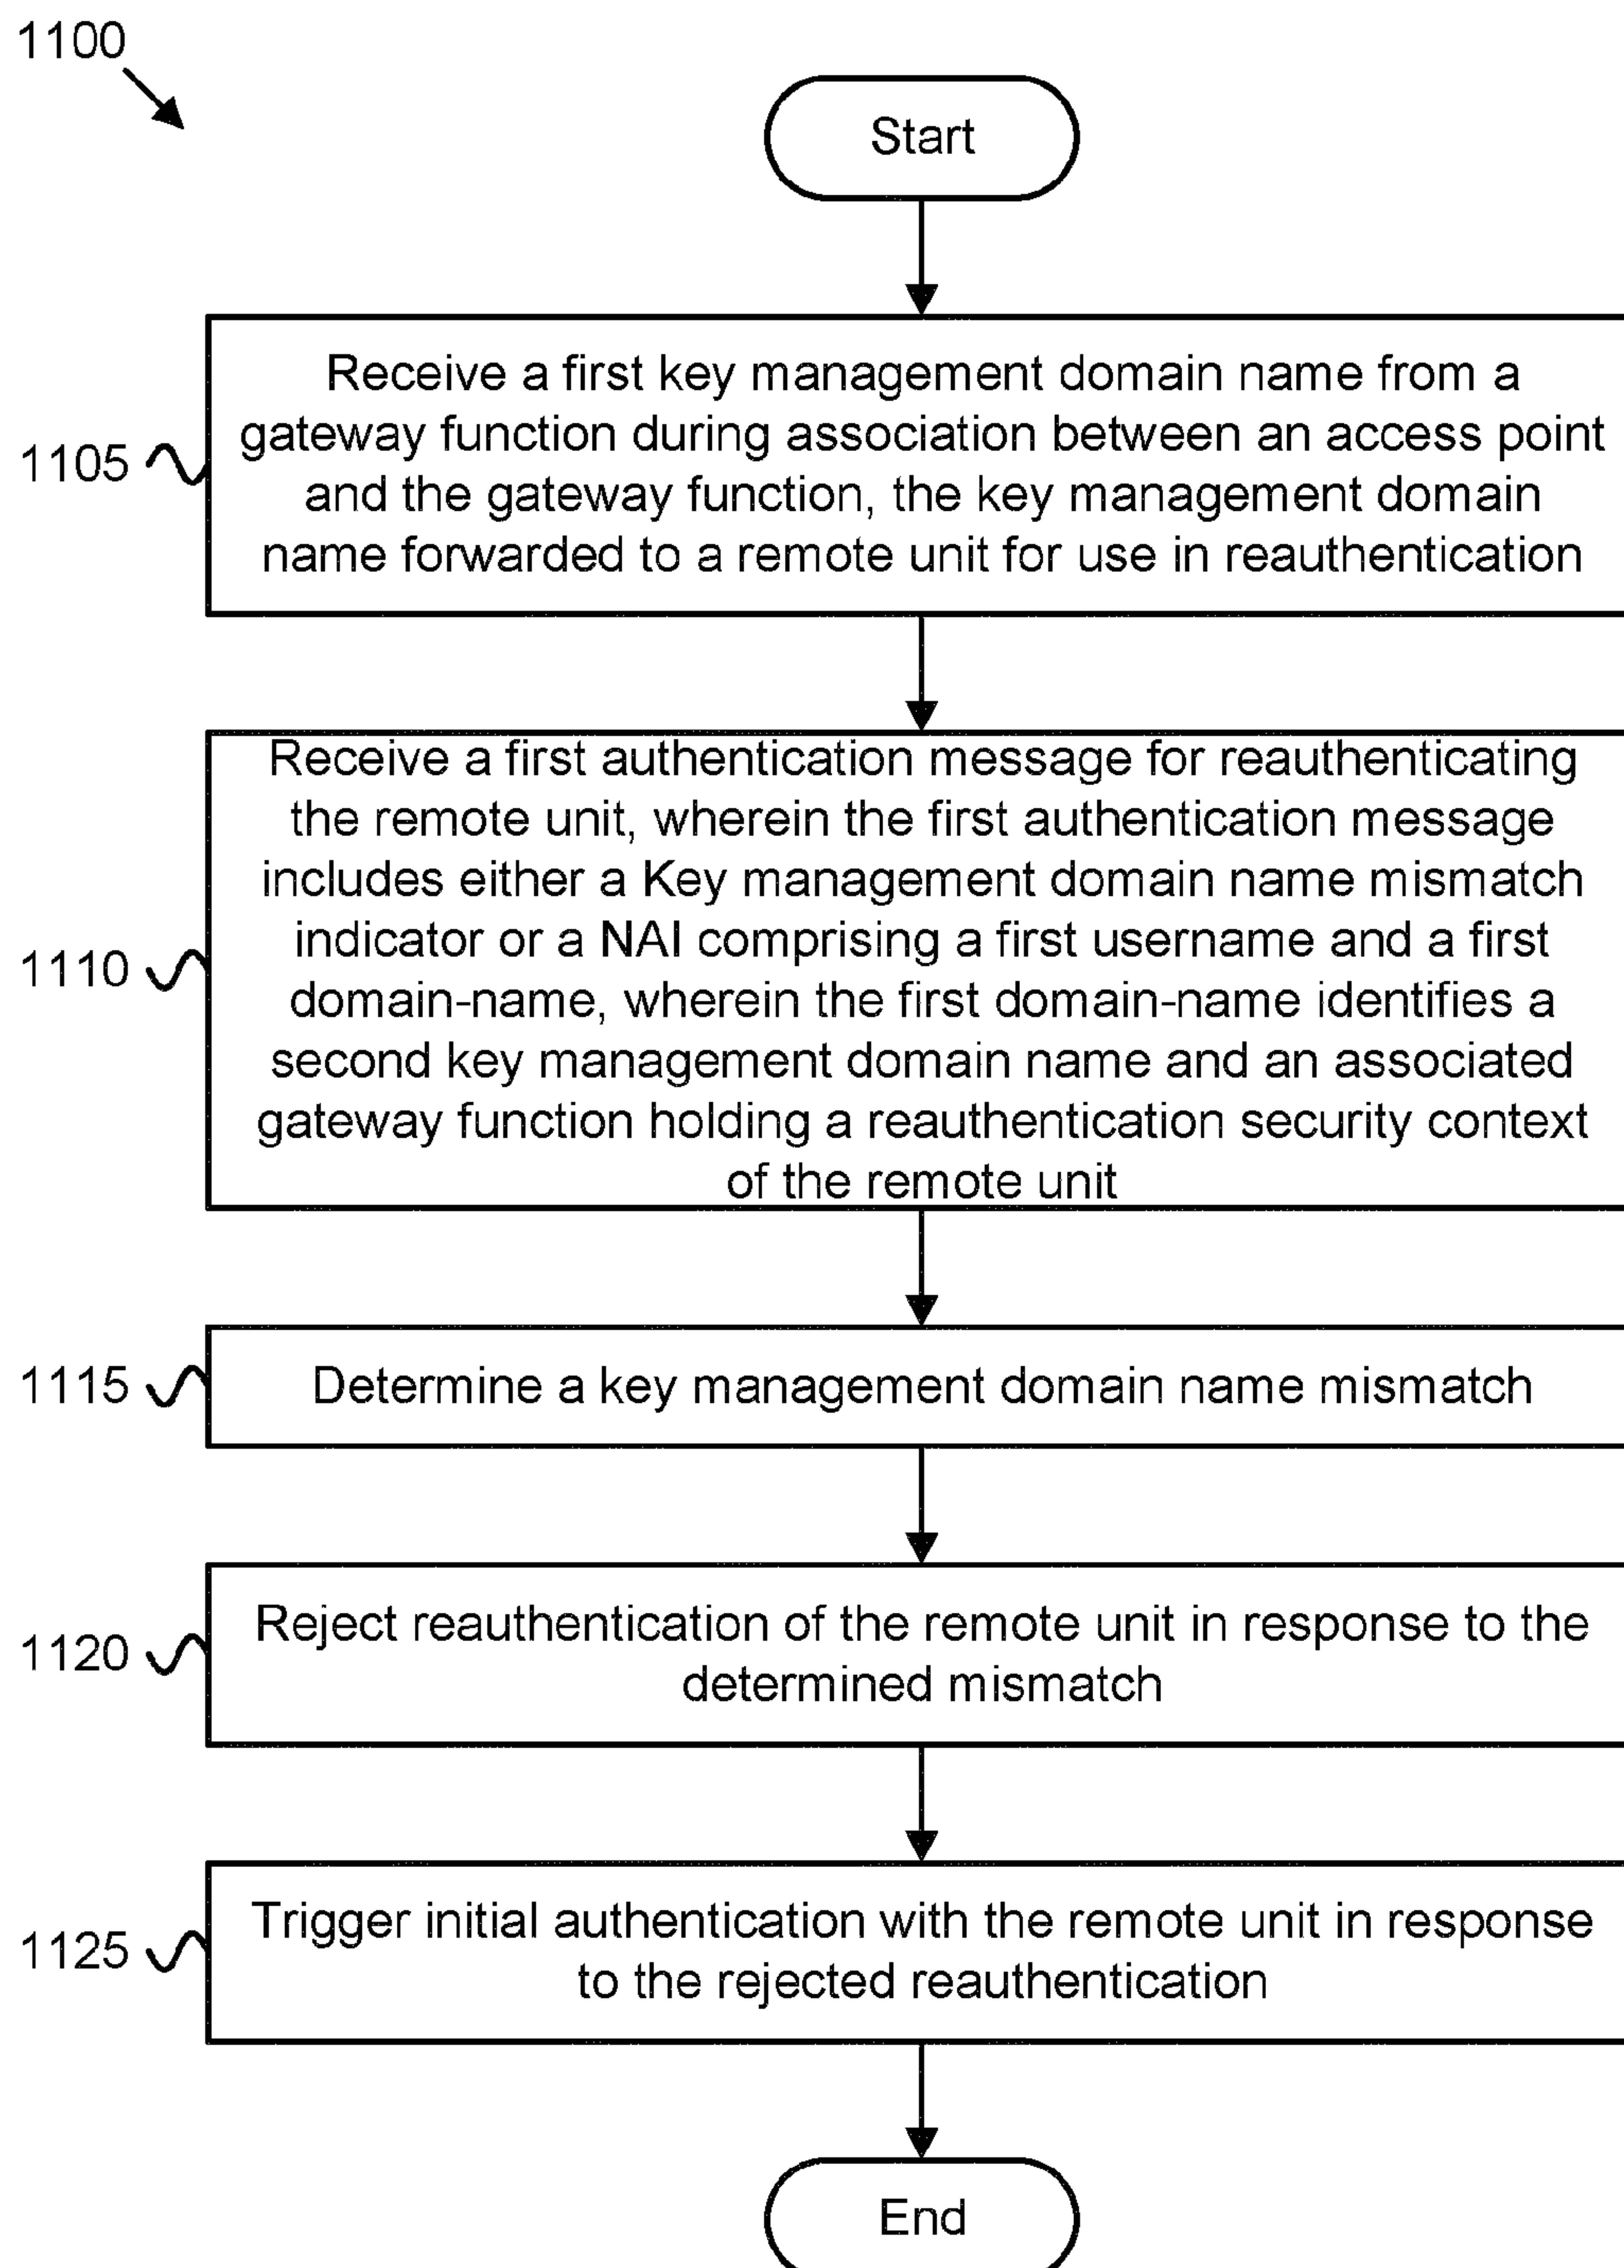 1100
Start
1105
Receive a first key management domain name from a
gateway function during association between an access point
and the gateway function, the key management domain
name forwarded to a remote unit for use in reauthentication
1110
Receive a first authentication message for reauthenticating
the remote unit, wherein the first authentication message
includes either a Key management domain name mismatch
indicator or a NAI comprising a first username and a first
domain-name, wherein the first domain-name identifies a
second key management domain name and an associated
gateway function holding a reauthentication security context
of the remote unit
1115
Determine a key management domain name mismatch
1120
Reject reauthentication of the remote unit in response to the
determined mismatch
1125
Trigger initial authentication with the remote unit in response
to the rejected reauthentication
End